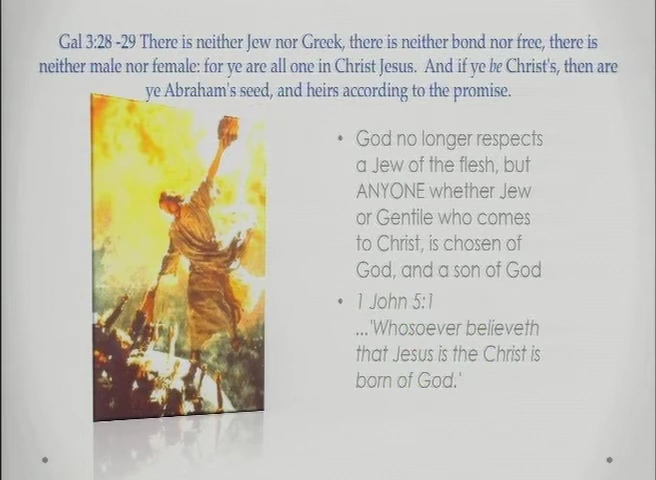 Gal 3:28 -29 There is neither Jew nor Greek, there is neither bond nor free, there is
neither male nor female: for ye are all one in Christ Jesus.  And if ye be Christ's, then are
ye Abraham's seed, and heirs according to the promise.
• God no longer respects
a Jew of the flesh, but
ANYONE whether Jew
or Gentile who comes
to Christ, is chosen of
God, and a son of God
• 1 John 5:1
...'Whosoever believeth
that Jesus is the Christ is
born of God.'